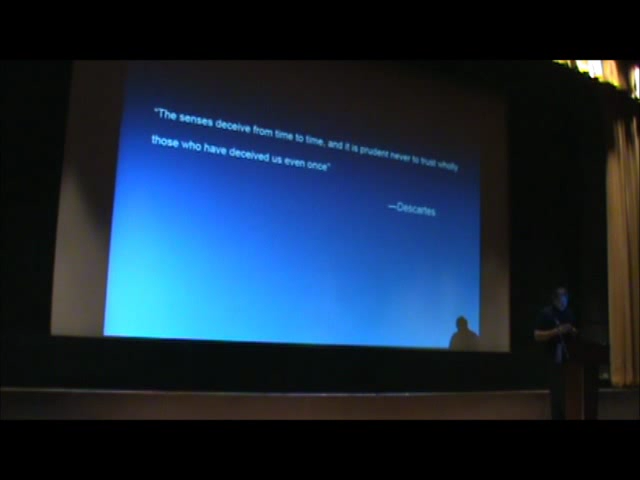 "The senses deceive from time to time, and it is prudent never to trust wholly
those who have deceived us even once"
—Descartes